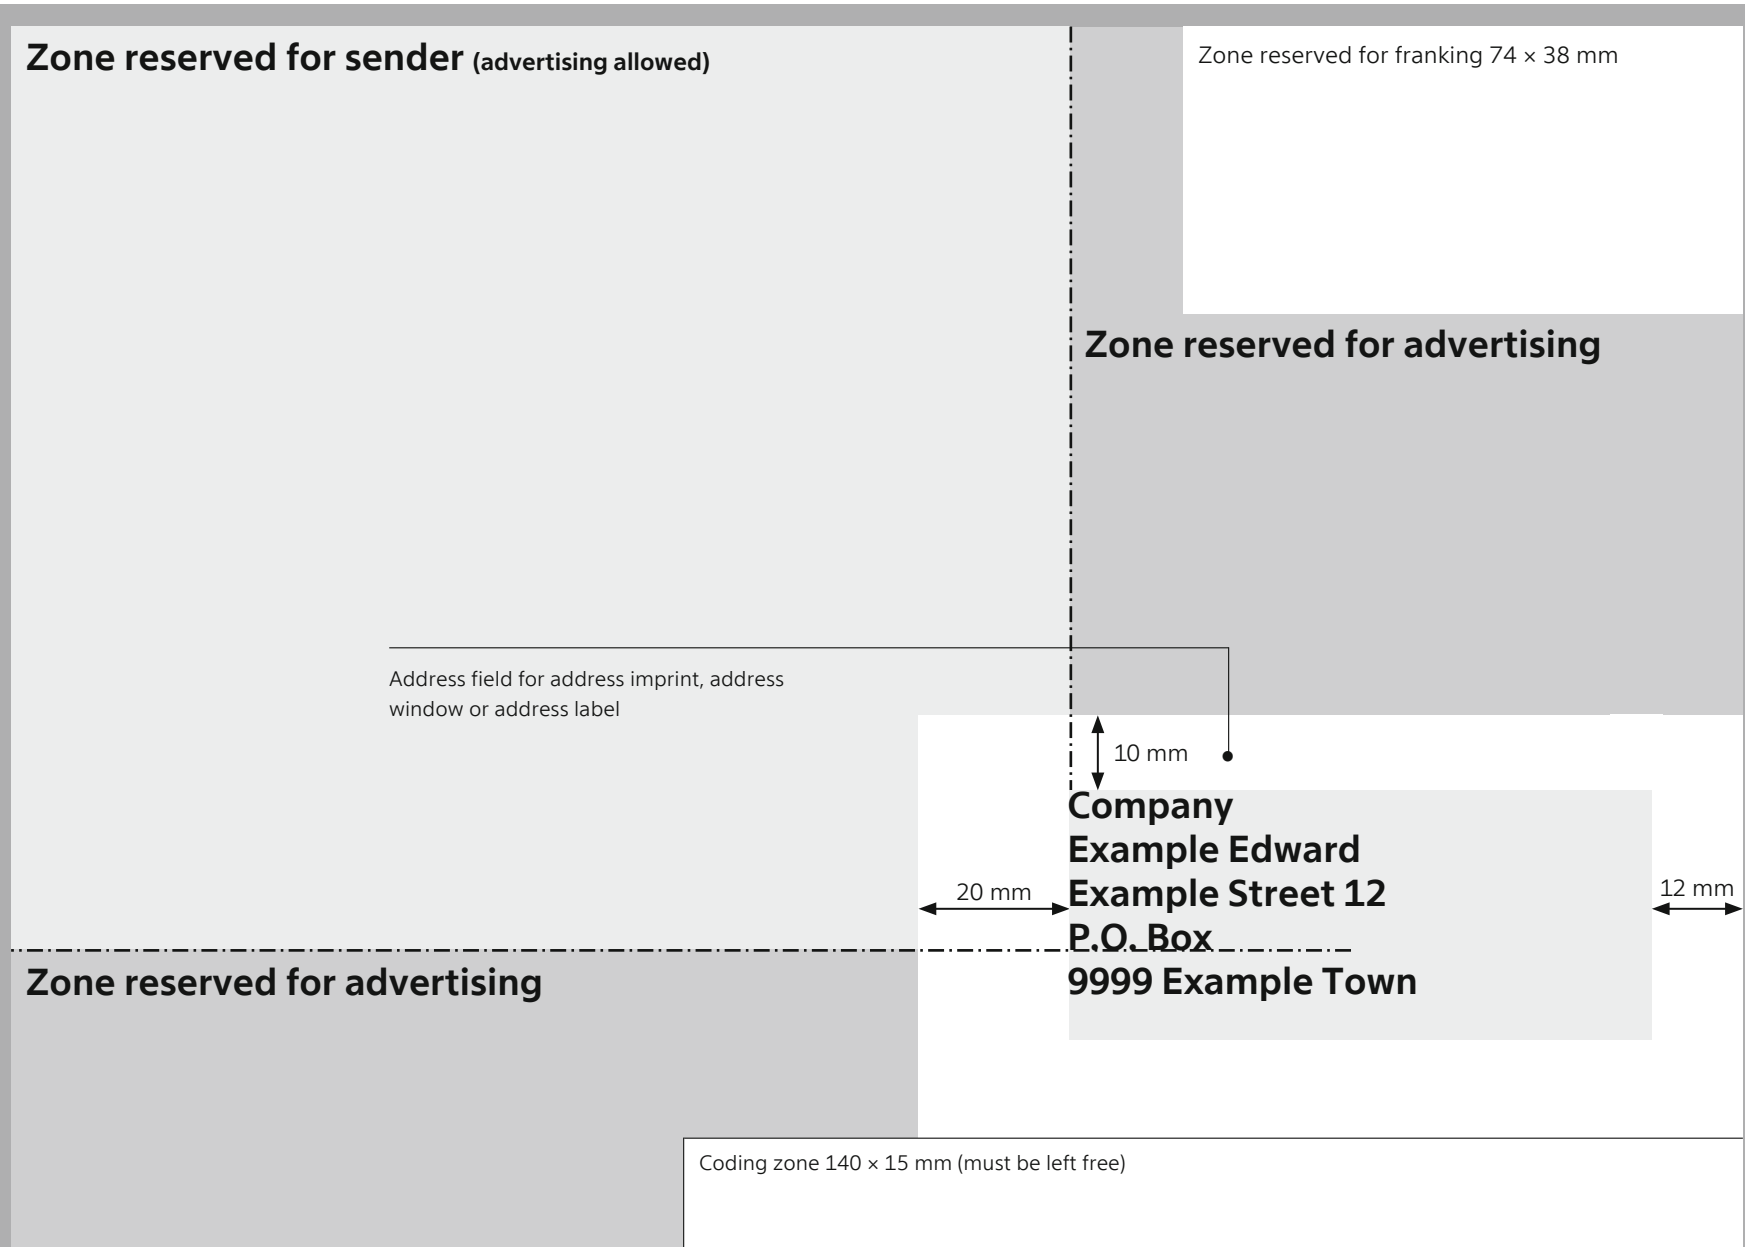 Zone reserved for sender (advertising allowed)
Zone reserved for franking 74 × 38 mm
Zone reserved for advertising
Address field for address imprint, address
window or address label
10 mm
Company
Example Edward
Example Street 12
P.O. Box
9999 Example Town
20 mm
12 mm
Zone reserved for advertising
Coding zone 140 × 15 mm (must be left free)